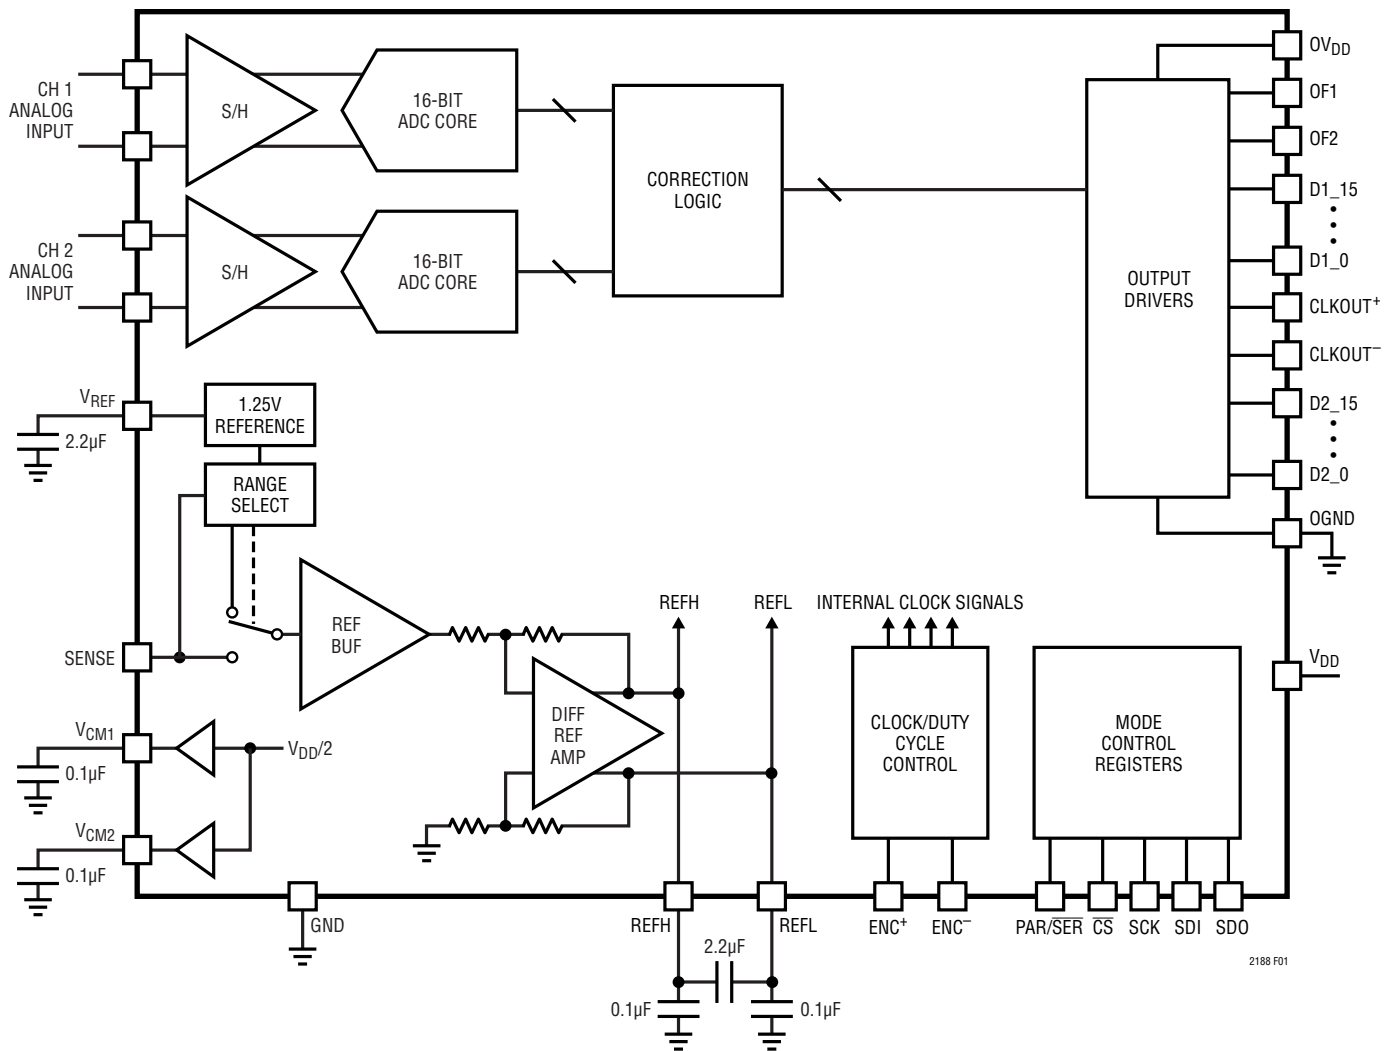 CH 1
ANALOG
INPUT
S/H
16-BIT
ADC CORE
CH 2
ANALOG
INPUT
S/H
16-BIT
ADC CORE
CORRECTION
LOGIC
OUTPUT
DRIVERS
OVDD
OF1
OF2
D1_15
D1_0
CLKOUT+
CLKOUT−
D2_15
D2_0
OGND
VREF
2.2µF
1.25V
REFERENCE
RANGE
SELECT
SENSE
REF
BUF
DIFF
REF
AMP
REFH
REFL
INTERNAL CLOCK SIGNALS
CLOCK/DUTY
CYCLE
CONTROL
MODE
CONTROL
REGISTERS
VDD
VCM1
0.1µF
VDD/2
VCM2
0.1µF
GND
REFH
REFL
2.2µF
0.1µF
0.1µF
ENC+
ENC−
PAR/SER
CS
SCK
SDI
SDO
2188 F01